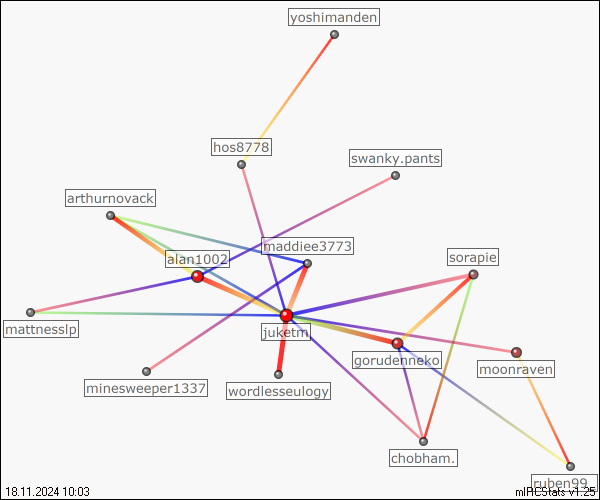 yoshimanden
hos8778
swanky.pants
arthurnovack
maddiee3773
alan1002
sorapie
mattnesslp
juketm
gorudenneko
moonraven
minesweeper1337
wordlesseulogy
chobham.
ruben99_
18.11.2024 10:03
mIRCStats v1.25